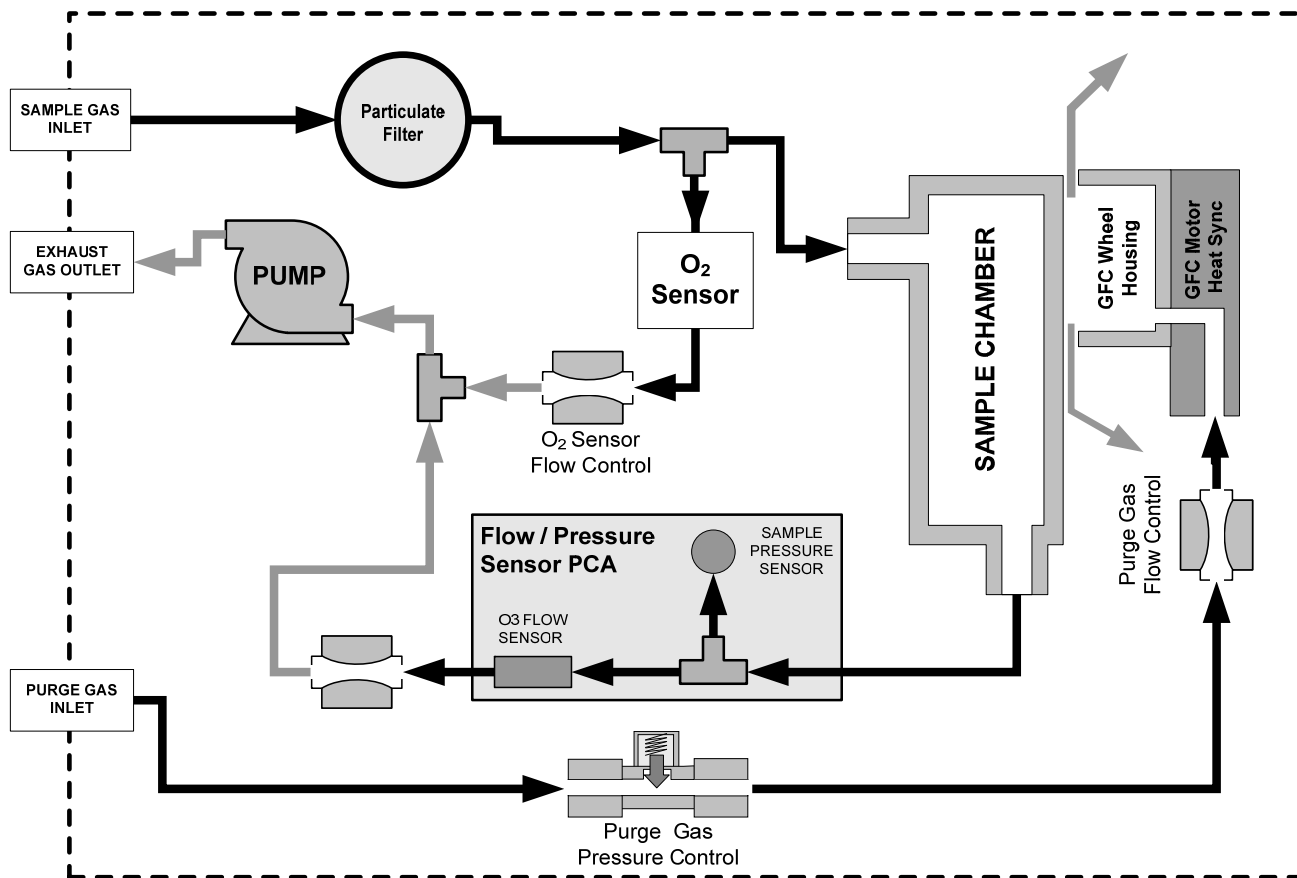 SAMPLE GAS
INLET
Particulate
Filter
EXHAUST
GAS OUTLET
PUMP
O₂
Sensor
SAMPLE CHAMBER
GFC Wheel
Housing
GFC Motor
Heat Sync
O₂ Sensor
Flow Control
Purge Gas
Flow Control
Flow / Pressure
Sensor PCA
SAMPLE
PRESSURE
SENSOR
O3 FLOW
SENSOR
PURGE GAS
INLET
Purge Gas
Pressure Control